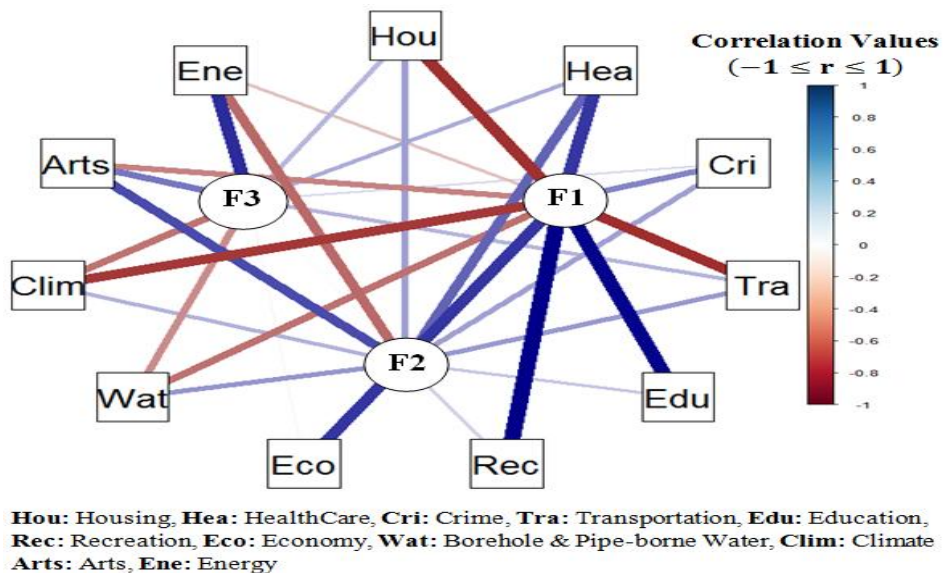 Hou
Ene
Hea
Correlation Values
(−1 ≤ r ≤ 1)
1
0.8
0.6
0.4
0.2
0
-0.2
-0.4
-0.6
-0.8
-1
Arts
Cri
F3
F1
Clim
Tra
F2
Wat
Edu
Eco
Rec
Hou: Housing, Hea: HealthCare, Cri: Crime, Tra: Transportation, Edu: Education,
Rec: Recreation, Eco: Economy, Wat: Borehole & Pipe-borne Water, Clim: Climate
Arts: Arts, Ene: Energy